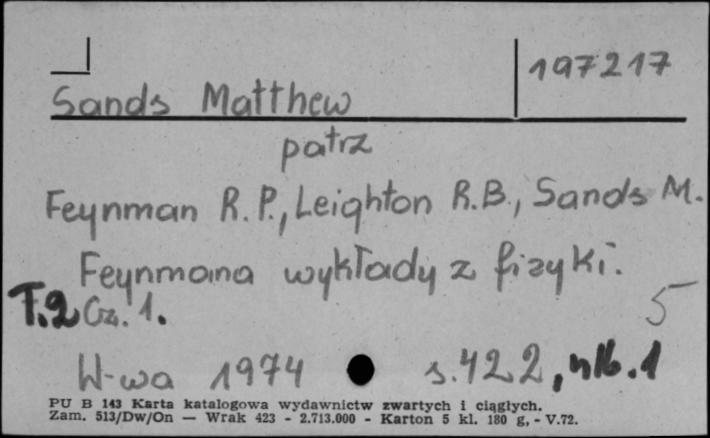 197217
Sands Matthew
patrz
Feynman R.P., Leighton R.B., Sands M.
Feynmana wykłady z fizyki.
T.2 Cz. 1.
5
W-wa 1974 s. 422, nlb. 1
PU B 143 Karta katalogowa wydawnictw zwartych i ciągłych.
Zam. 513/Dw/On — Wrak 423 - 2.713.000 - Karton 5 kl. 180 g, - V.72.